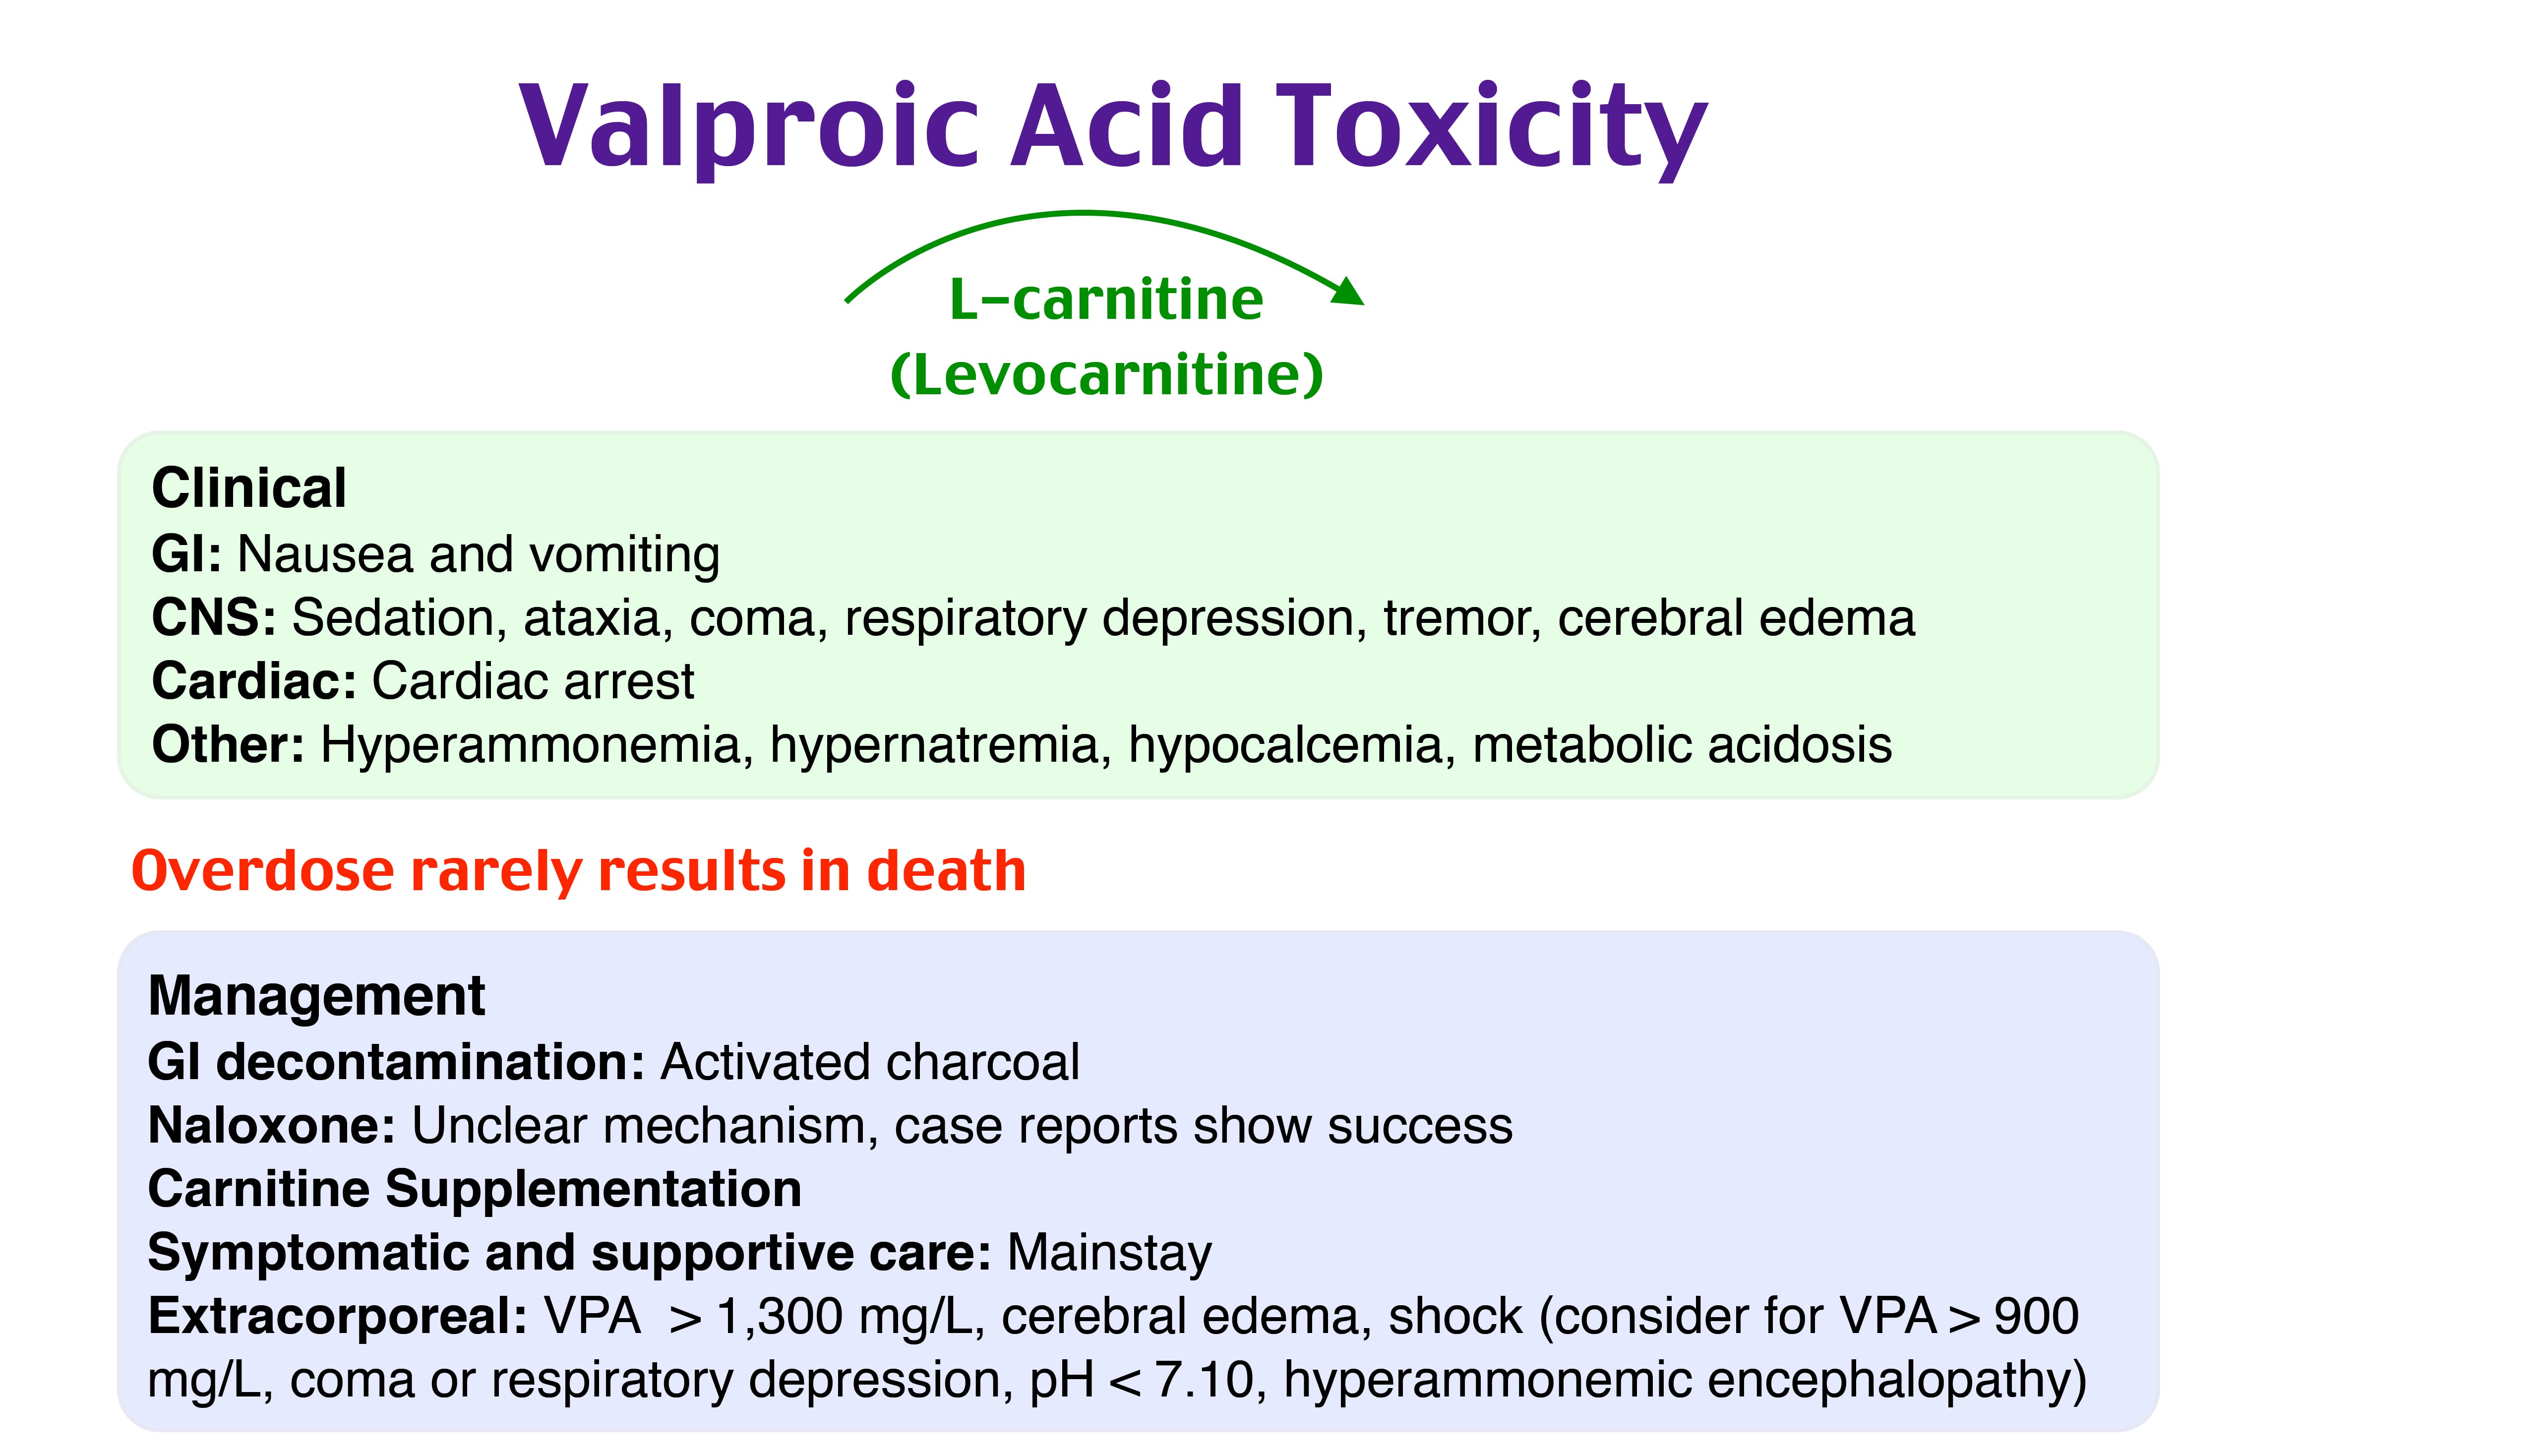 Valproic Acid Toxicity
L-carnitine
(Levocarnitine)
Clinical
GI: Nausea and vomiting
CNS: Sedation, ataxia, coma, respiratory depression, tremor, cerebral edema
Cardiac: Cardiac arrest
Other: Hyperammonemia, hypernatremia, hypocalcemia, metabolic acidosis
Overdose rarely results in death
Management
GI decontamination: Activated charcoal
Naloxone: Unclear mechanism, case reports show success
Carnitine Supplementation
Symptomatic and supportive care: Mainstay
Extracorporeal: VPA  > 1,300 mg/L, cerebral edema, shock (consider for VPA > 900
mg/L, coma or respiratory depression, pH < 7.10, hyperammonemic encephalopathy)